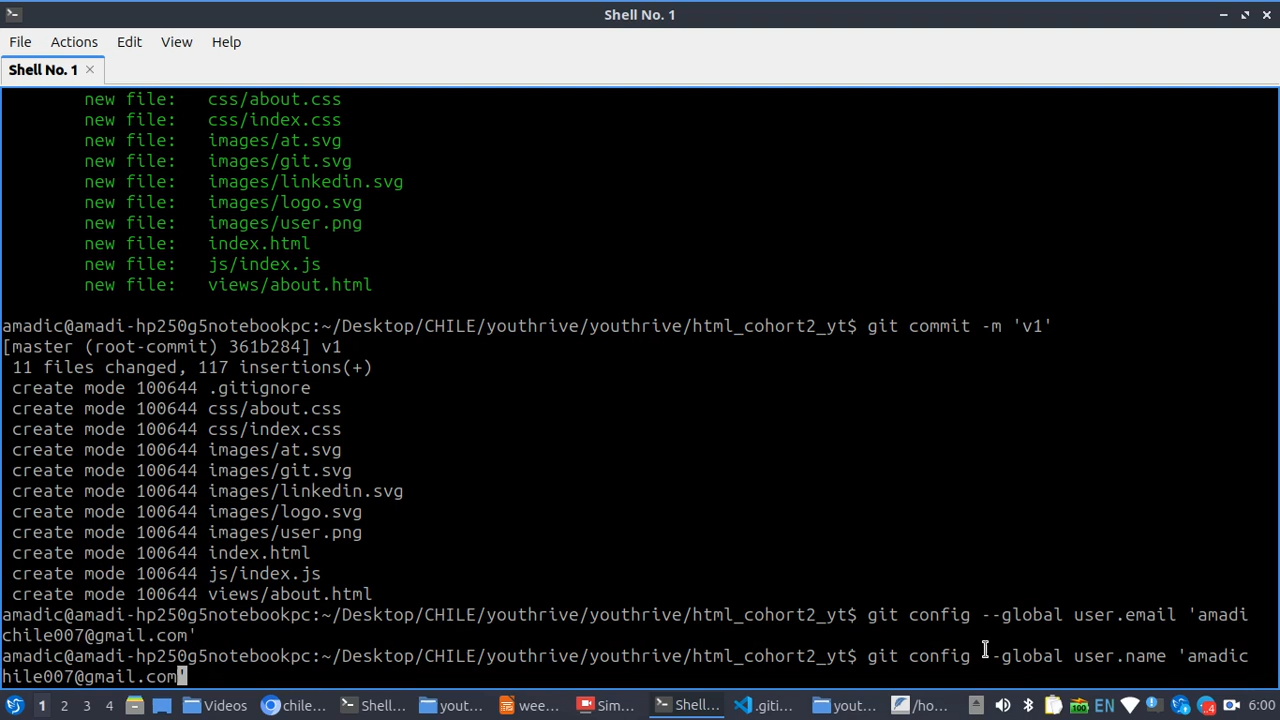 Shell No. 1
File Actions Edit View Help
Shell No. 1
new file: css/about.css
new file: css/index.css
new file: images/at.svg
new file: images/git.svg
new file: images/linkedin.svg
new file: images/logo.svg
new file: images/user.png
new file: index.html
new file: js/index.js
new file: views/about.html
amadic@amadi-hp250g5notebookpc:~/Desktop/CHILE/youthrive/youthrive/html_cohort2_yt$ git commit -m 'v1'
[master (root-commit) 361b284] v1
11 files changed, 117 insertions(+)
create mode 100644 .gitignore
create mode 100644 css/about.css
create mode 100644 css/index.css
create mode 100644 images/at.svg
create mode 100644 images/git.svg
create mode 100644 images/linkedin.svg
create mode 100644 images/logo.svg
create mode 100644 images/user.png
create mode 100644 index.html
create mode 100644 js/index.js
create mode 100644 views/about.html
amadic@amadi-hp250g5notebookpc:~/Desktop/CHILE/youthrive/youthrive/html_cohort2_yt$ git config --global user.email 'amadi
chile007@gmail.com'
amadic@amadi-hp250g5notebookpc:~/Desktop/CHILE/youthrive/youthrive/html_cohort2_yt$ git config --global user.name 'amadic
hile007@gmail.com'
1 2 3 4 Videos chile... Shell... yout... wee... Sim... Shell... .giti... yout... /ho... 100 EN ...4 6:00